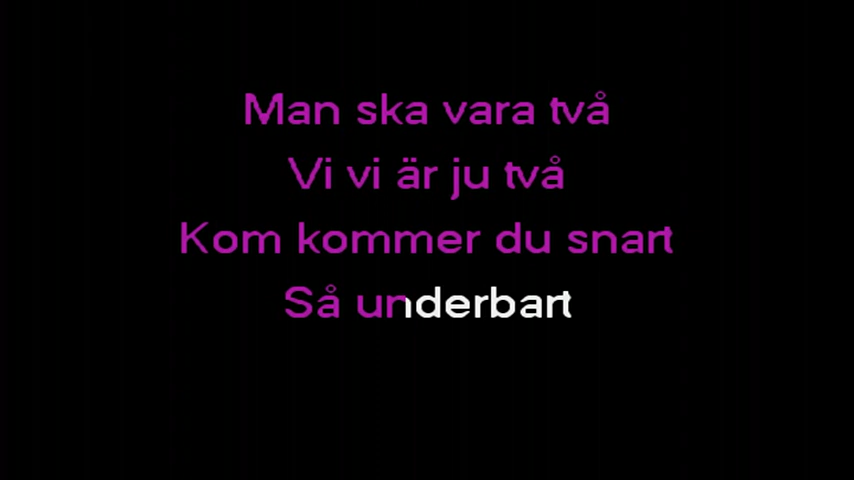 Man ska vara två
Vi vi är ju två
Kom kommer du snart
Så underbart